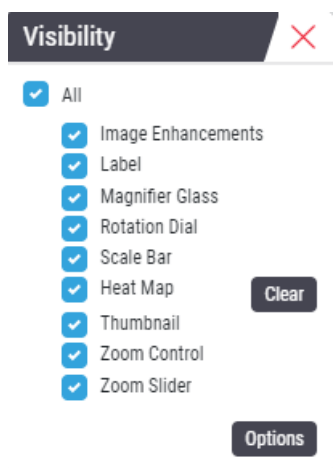 Visibility
All
Image Enhancements
Label
Magnifier Glass
Rotation Dial
Scale Bar
Heat Map Clear
Thumbnail
Zoom Control
Zoom Slider
Options